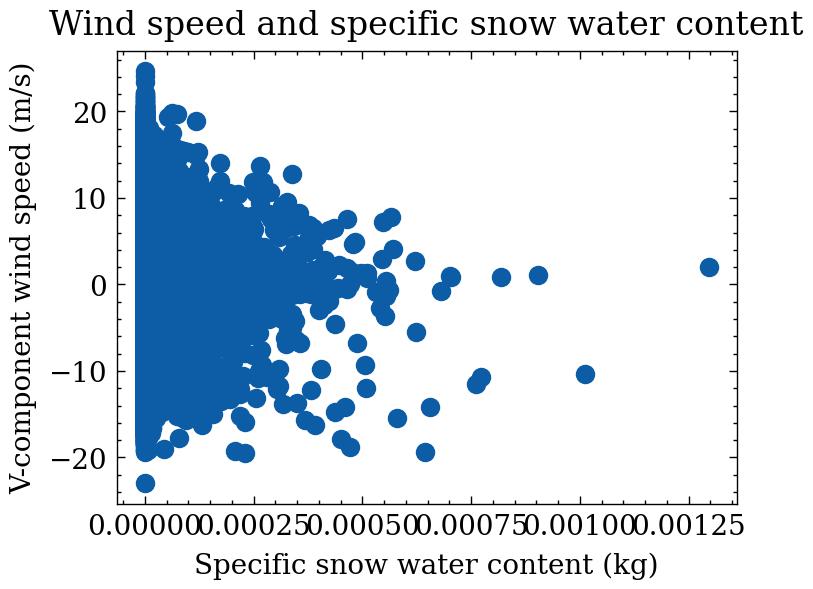 Wind speed and specific snow water content
V-component wind speed (m/s)
20
10
0
−10
−20
0.00000 0.00025 0.00050 0.00075 0.00100 0.00125
Specific snow water content (kg)